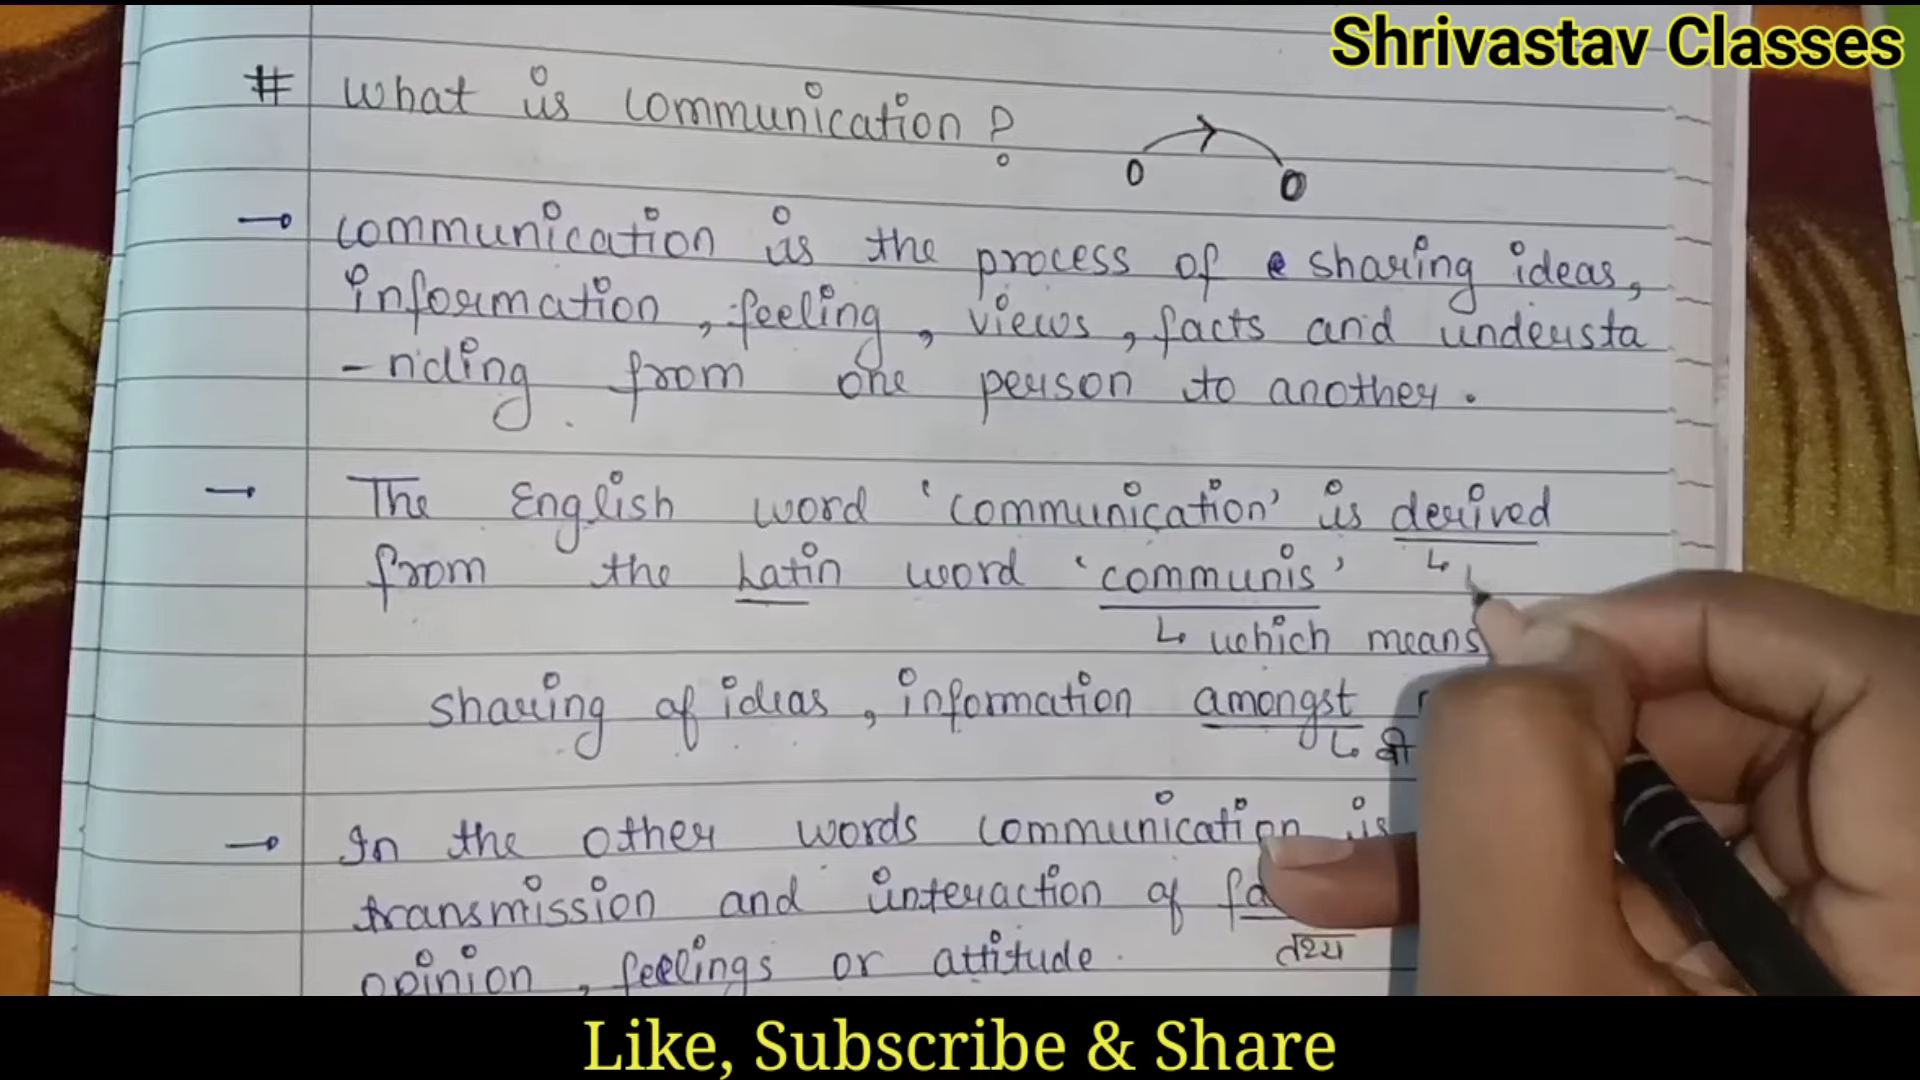 Shrivastav Classes
# What is communication?
→ communication is the process of sharing ideas,
information, feeling, views, facts and understa
-nding from one person to another.
→ The English word 'communication' is derived
from the Latin word 'communis'
↳ which means
sharing of ideas, information amongst
↳ बी
→ In the other words communication is
transmission and interaction of fa
तथ्य
opinion, feelings or attitude.
Like, Subscribe & Share